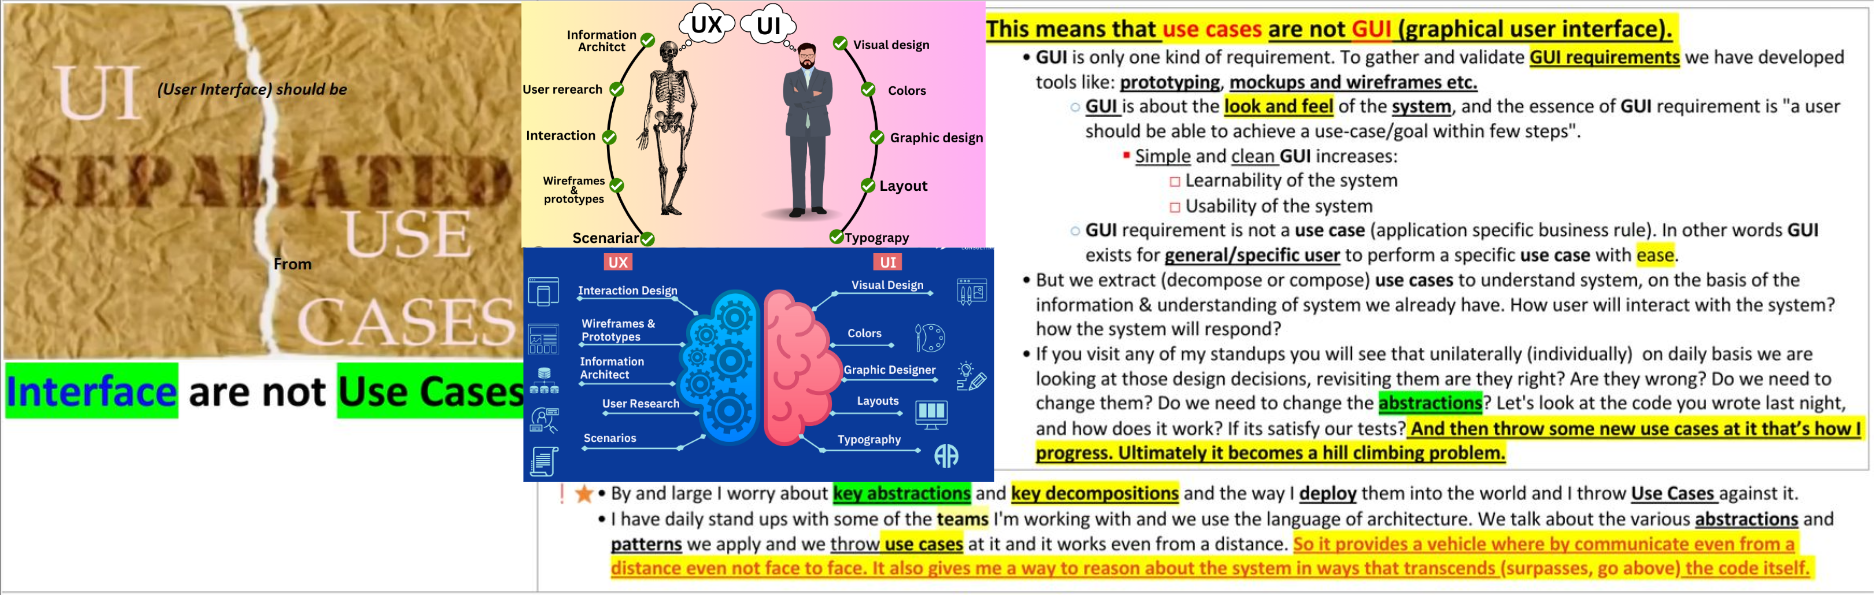 UI
(User Interface) should be
SEPARATED
USE
From
CASES
Interface are not Use Cases
UX
UI
Information
Architct
User rerearch
Interaction
Wireframes
&
prototypes
Scenariar
Visual design
Colors
Graphic design
Layout
Typograpy
UX
UI
Interaction Design
Wireframes &
Prototypes
Information
Architect
User Research
Scenarios
Visual Design
Colors
Graphic Designer
Layouts
Typography
AA
This means that use cases are not GUI (graphical user interface).
• GUI is only one kind of requirement. To gather and validate GUI requirements we have developed
tools like: prototyping, mockups and wireframes etc.
○ GUI is about the look and feel of the system, and the essence of GUI requirement is "a user
should be able to achieve a use-case/goal within few steps".
▪ Simple and clean GUI increases:
□ Learnability of the system
□ Usability of the system
○ GUI requirement is not a use case (application specific business rule). In other words GUI
exists for general/specific user to perform a specific use case with ease.
• But we extract (decompose or compose) use cases to understand system, on the basis of the
information & understanding of system we already have. How user will interact with the system?
how the system will respond?
• If you visit any of my standups you will see that unilaterally (individually) on daily basis we are
looking at those design decisions, revisiting them are they right? Are they wrong? Do we need to
change them? Do we need to change the abstractions? Let's look at the code you wrote last night,
and how does it work? If its satisfy our tests? And then throw some new use cases at it that's how I
progress. Ultimately it becomes a hill climbing problem.
• By and large I worry about key abstractions and key decompositions and the way I deploy them into the world and I throw Use Cases against it.
• I have daily stand ups with some of the teams I'm working with and we use the language of architecture. We talk about the various abstractions and
patterns we apply and we throw use cases at it and it works even from a distance. So it provides a vehicle where by communicate even from a
distance even not face to face. It also gives me a way to reason about the system in ways that transcends (surpasses, go above) the code itself.